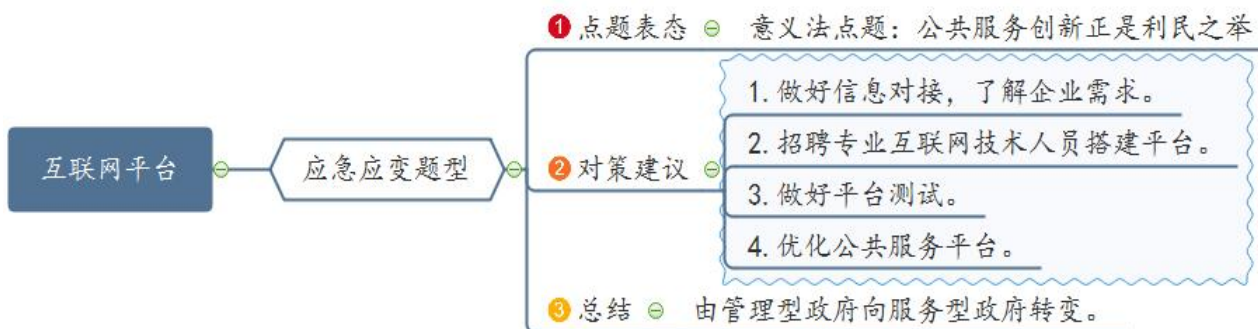 互联网平台
应急应变题型
1 点题表态
意义法点题：公共服务创新正是利民之举
2 对策建议
1. 做好信息对接，了解企业需求。
2. 招聘专业互联网技术人员搭建平台。
3. 做好平台测试。
4. 优化公共服务平台。
3 总结
由管理型政府向服务型政府转变。